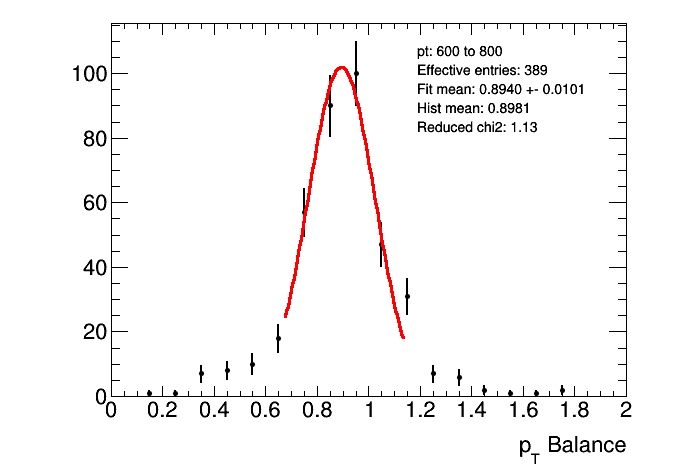 pt: 600 to 800
Effective entries: 389
Fit mean: 0.8940 +- 0.0101
Hist mean: 0.8981
Reduced chi2: 1.13
100
80
60
40
20
0
0 0.2 0.4 0.6 0.8 1 1.2 1.4 1.6 1.8 2
p_T Balance